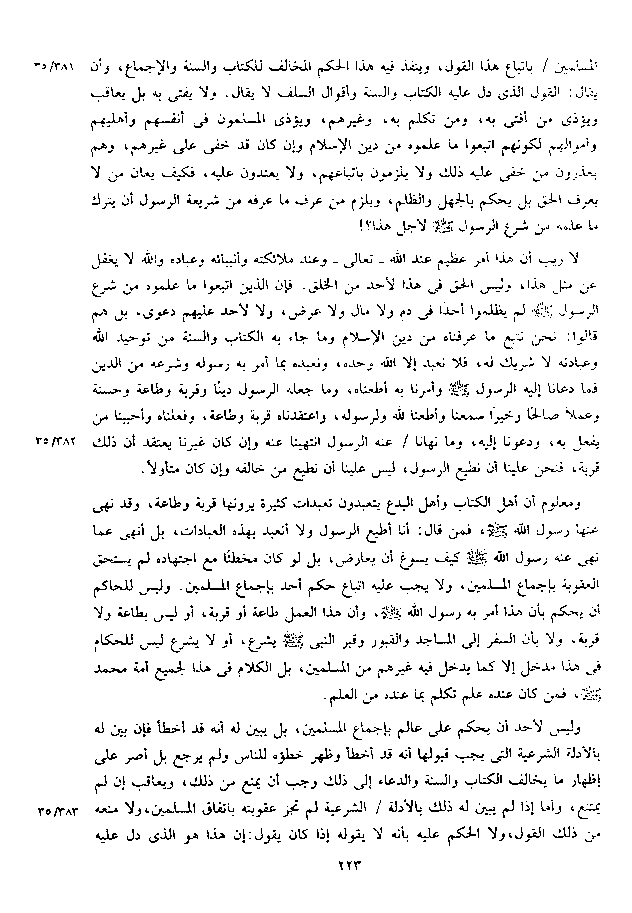 المسلمين / باتباع هذا القول، وينفذ فيه هذا الحكم المخالف للكتاب والسنة والإجماع، وأن ٣٥/٣٨١
يقال: القول الذى دل عليه الكتاب والسنة وأقوال السلف لا يقال. ولا يفتى به بل يعاقب
ويؤذى من أفتى به، ومن تكلم به، وغيرهم، ويؤذى المسلمون فى أنفسهم وأهليهم
وأموالهم لكونهم اتبعوا ما علموه من دين الإسلام وإن كان قد خفى على غيرهم، وهم
يعذرون من خفى عليه ذلك ولا يلزمون باتباعهم، ولا يعتدون عليه، فكيف يعان من لا
يعرف الحق بل يحكم بالجهل والظلم، ويلزم من عرف ما عرفه من شريعة الرسول أن يترك
ما علمه من شرع الرسول ﷺ لأجل هذا؟!
لا ريب أن هذا أمر عظيم عند الله ـ تعالى ـ وعند ملائكته وأنبيائه وعباده والله لا يغفل
عن مثل هذا، وليس الحق فى هذا لأحد من الخلق. فإن الذين اتبعوا ما علموه من شرع
الرسول ﷺ لم يظلموا أحدًا فى دم ولا مال ولا عرض، ولا لأحد عليهم دعوى، بل هم
قالوا: نحن نتبع ما عرفناه من دين الإسلام وما جاء به الكتاب والسنة من توحيد الله
وعبادته لا شريك له، فلا نعبد إلا الله وحده، ونعبده بما أمر به رسوله وشرعه من الدين
فما دعانا إليه الرسول ﷺ وأمرنا به أطعناه، وما جعله الرسول دينًا وقربة وطاعة وحسنة
وعملاً صالحًا وخيرًا سمعنا وأطعنا لله ولرسوله، واعتقدناه قربة وطاعة، وفعلناه وأحببنا من
يفعل به، ودعونا إليه، وما نهانا / عنه الرسول انتهينا عنه وإن كان غيرنا يعتقد أن ذلك ٣٥/٣٨٢
قربة، فنحن علينا أن نطيع الرسول، ليس علينا أن نطيع من خالفه وإن كان متأولاً.
ومعلوم أن أهل الكتاب وأهل البدع يتعبدون تعبدات كثيرة يرونها قربة وطاعة، وقد نهى
عنها رسول الله ﷺ، فمن قال: أنا أطيع الرسول ولا أتعبد بهذه العبادات، بل أنهى عما
نهى عنه رسول الله ﷺ كيف يسوغ أن يعارض، بل لو كان مخطئًا مع اجتهاده لم يستحق
العقوبة بإجماع المسلمين، ولا يجب عليه اتباع حكم أحد بإجماع المسلمين. وليس للحاكم
أن يحكم بأن هذا أمر به رسول الله ﷺ، وأن هذا العمل طاعة أو قربة، أو ليس بطاعة ولا
قربة، ولا بأن السفر إلى المساجد والقبور وقبر النبى ﷺ يشرع، أو لا يشرع ليس للحكام
فى هذا مدخل إلا كما يدخل فيه غيرهم من المسلمين، بل الكلام فى هذا لجميع أمة محمد
ﷺ، فمن كان عنده علم تكلم بما عنده من العلم.
وليس لأحد أن يحكم على عالم بإجماع المسلمين، بل يبين له أنه قد أخطأ فإن بين له
بالأدلة الشرعية التى يجب قبولها أنه قد أخطأ وظهر خطؤه للناس ولم يرجع بل أصر على
إظهار ما يخالف الكتاب والسنة والدعاء إلى ذلك وجب أن يمنع من ذلك، ويعاقب إن لم
يمتنع، وأما إذا لم يبين له ذلك بالأدلة / الشرعية لم تجز عقوبته باتفاق المسلمين،ولا منعه ٣٥/٣٨٣
من ذلك القول،ولا الحكم عليه بأنه لا يقوله إذا كان يقول:إن هذا هو الذى دل عليه
٢٢٣